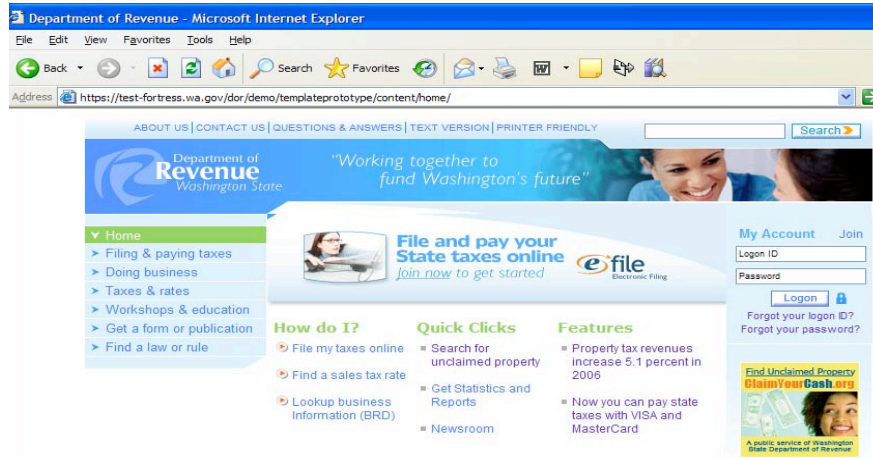 Department of Revenue - Microsoft Internet Explorer
File Edit View Favorites Tools Help
Back Search Favorites
Address https://test-fortress.wa.gov/dor/demo/templateprototype/content/home/
ABOUT US | CONTACT US | QUESTIONS & ANSWERS | TEXT VERSION | PRINTER FRIENDLY
Search
Department of
Revenue
Washington State
"Working together to
fund Washington's future"
Home
Filing & paying taxes
Doing business
Taxes & rates
Workshops & education
Get a form or publication
Find a law or rule
File and pay your
State taxes online
Join now to get started
e file
Electronic Filing
How do I?
File my taxes online
Find a sales tax rate
Lookup business
Information (BRD)
Quick Clicks
Search for
unclaimed property
Get Statistics and
Reports
Newsroom
Features
Property tax revenues
increase 5.1 percent in
2006
Now you can pay state
taxes with VISA and
MasterCard
My Account Join
Logon ID
Password
Logon
Forgot your logon ID?
Forgot your password?
Find Unclaimed Property
ClaimYourCash.org
A public service of Washington
State Department of Revenue